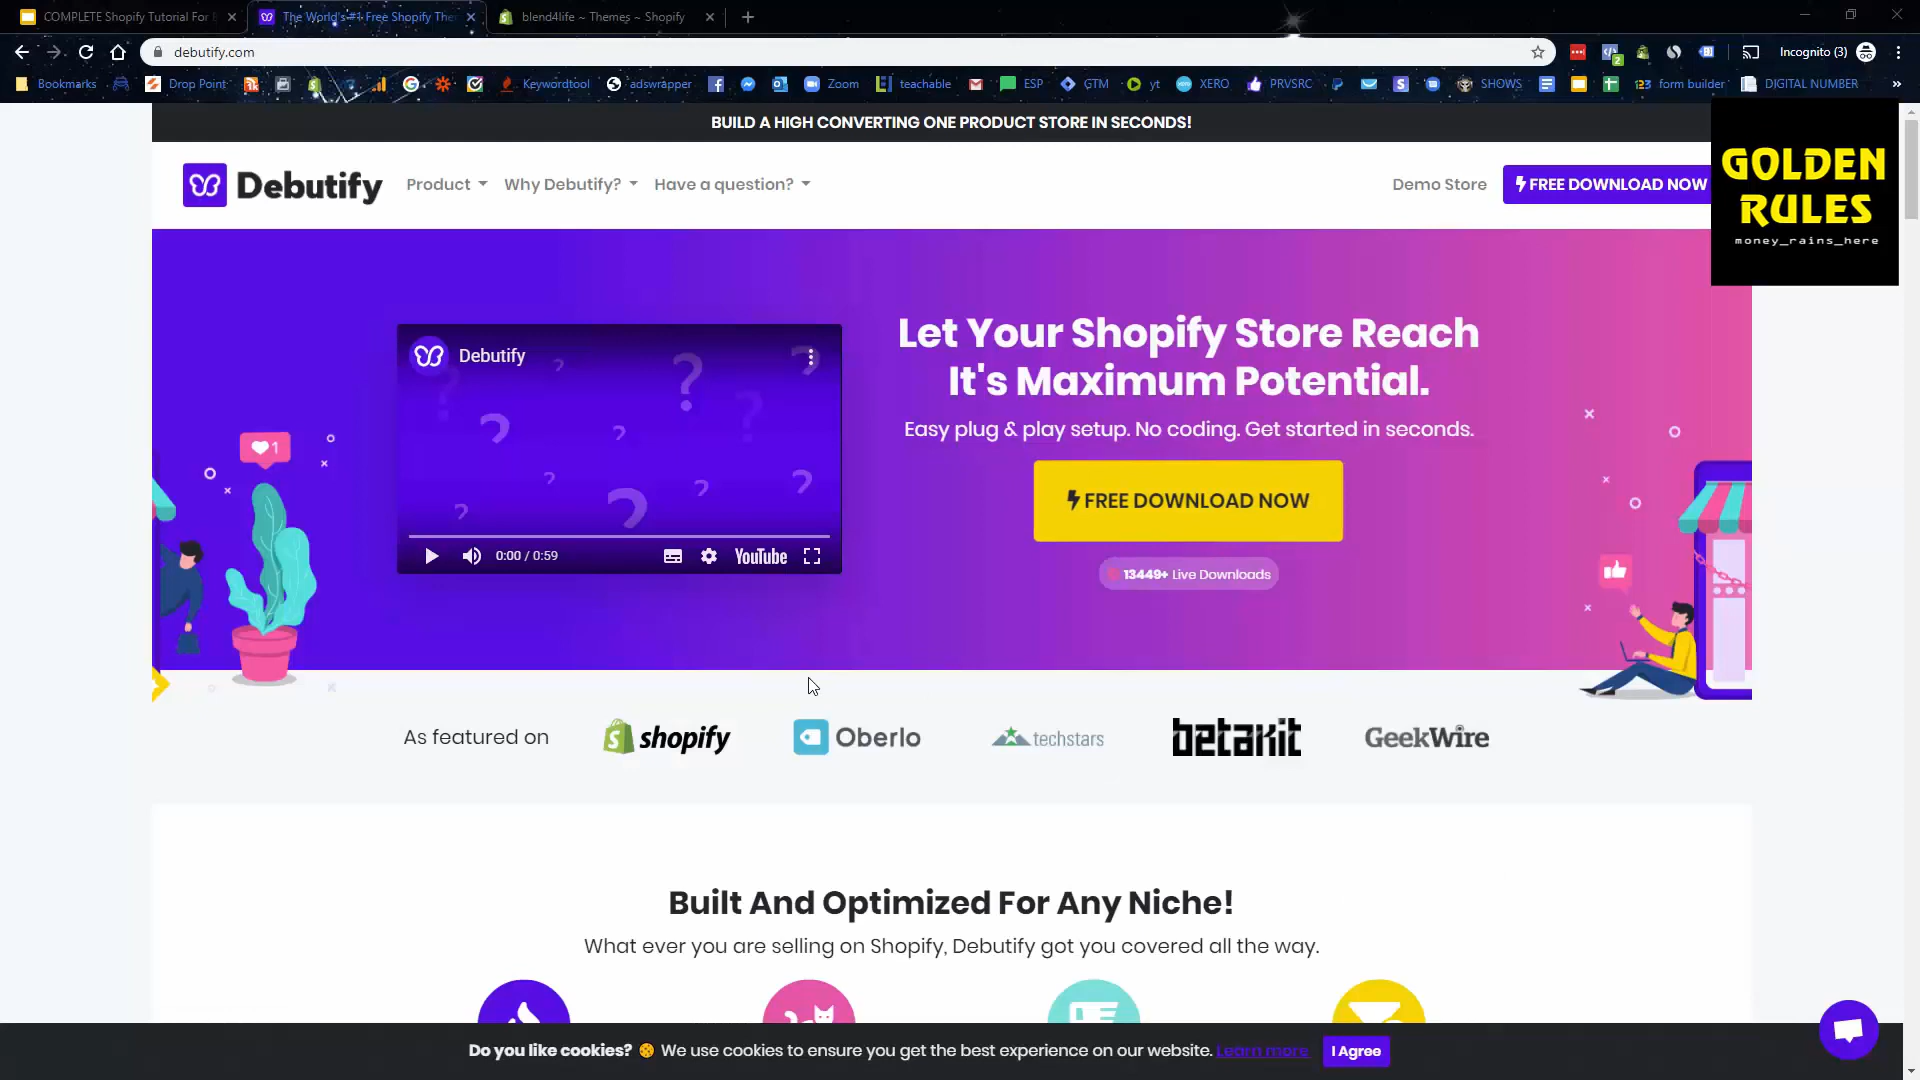 COMPLETE Shopify Tutorial For B
The World's #1 Free Shopify Ther
blend4life ~ Themes ~ Shopify
debutify.com
Incognito (3)
Bookmarks
Drop Point
Keywordtool
adswrapper
Zoom
teachable
ESP
GTM
yt
XERO
PRVSRC
SHOWS
123 form builder
DIGITAL NUMBER
BUILD A HIGH CONVERTING ONE PRODUCT STORE IN SECONDS!
Debutify
Product
Why Debutify?
Have a question?
Demo Store
FREE DOWNLOAD NOW
GOLDEN
RULES
money_rains_here
Debutify
0:00 / 0:59
YouTube
Let Your Shopify Store Reach
It's Maximum Potential.
Easy plug & play setup. No coding. Get started in seconds.
FREE DOWNLOAD NOW
13449+ Live Downloads
1
As featured on
shopify
Oberlo
techstars
betakit
GeekWire
Built And Optimized For Any Niche!
What ever you are selling on Shopify, Debutify got you covered all the way.
Do you like cookies? 🍪 We use cookies to ensure you get the best experience on our website. Learn more
I Agree